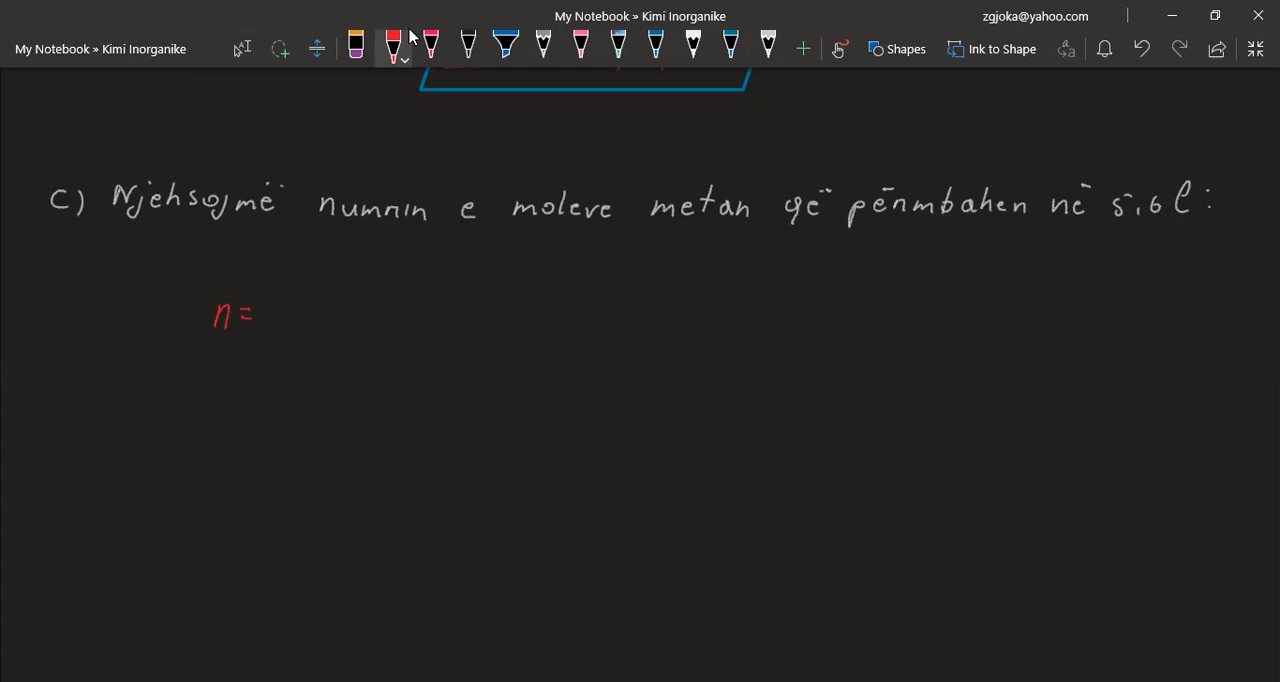 My Notebook » Kimi Inorganike
zgjoka@yahoo.com
My Notebook » Kimi Inorganike
Shapes
Ink to Shape
C) Njehsojmë numrin e moleve metan që përmbahen në 5,6 l:
n=